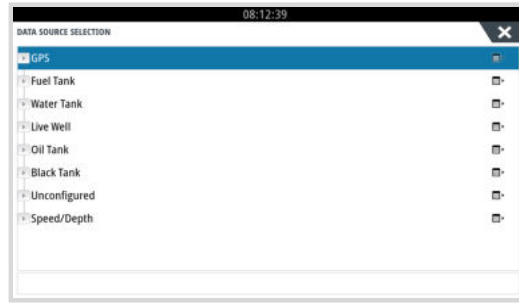 08:12:39
DATA SOURCE SELECTION
GPS
Fuel Tank
Water Tank
Live Well
Oil Tank
Black Tank
Unconfigured
Speed/Depth